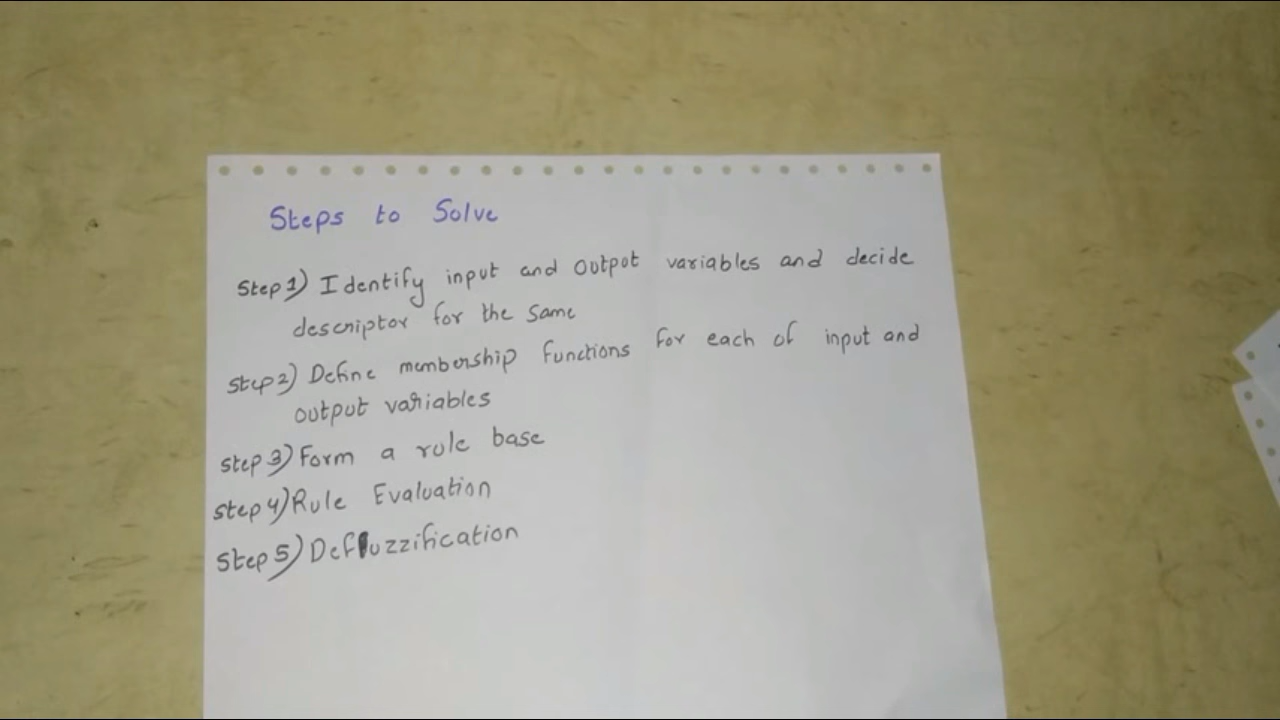 Steps to Solve
Step 1) Identify input and output variables and decide
descriptor for the same
Step 2) Define membership functions for each of input and
output variables
Step 3) Form a rule base
Step 4) Rule Evaluation
Step 5) Defuzzification